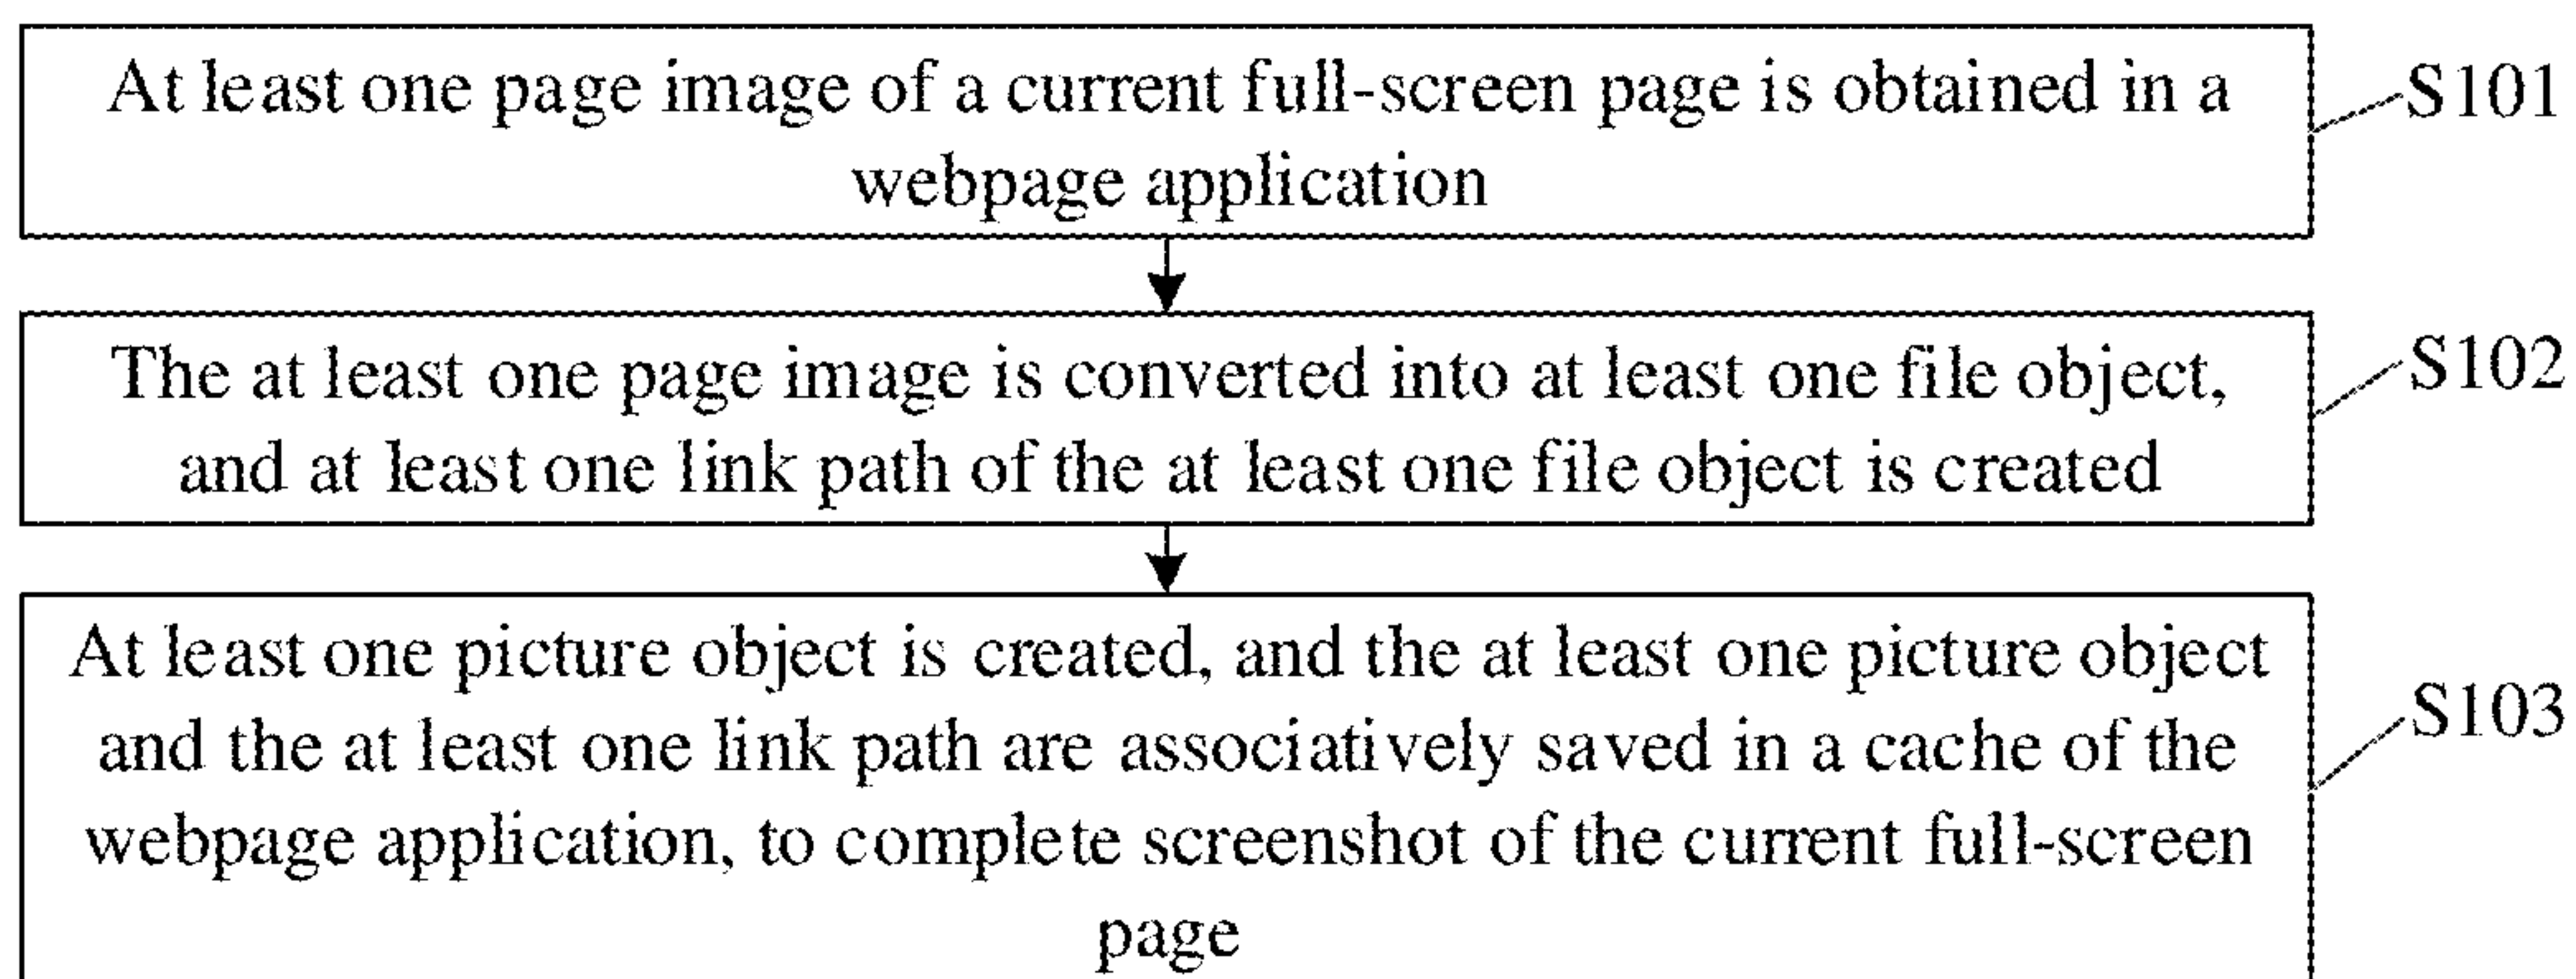 At least one page image of a current full-screen page is obtained in a
webpage application
S101
The at least one page image is converted into at least one file object,
and at least one link path of the at least one file object is created
S102
At least one picture object is created, and the at least one picture object
and the at least one link path are associatively saved in a cache of the
webpage application, to complete screenshot of the current full-screen
page
S103